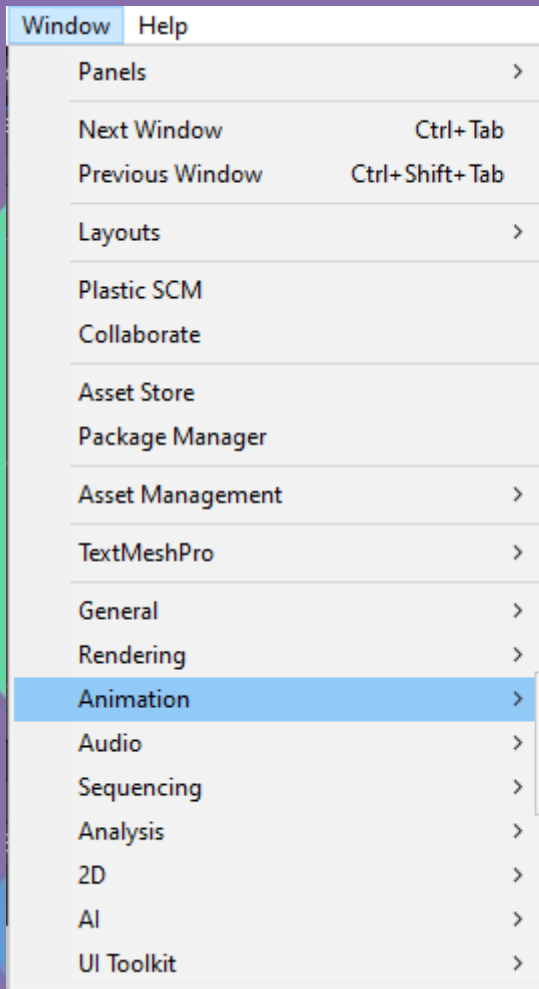 Window Help
Panels
Next Window Ctrl+Tab
Previous Window Ctrl+Shift+Tab
Layouts
Plastic SCM
Collaborate
Asset Store
Package Manager
Asset Management
TextMeshPro
General
Rendering
Animation
Audio
Sequencing
Analysis
2D
AI
UI Toolkit